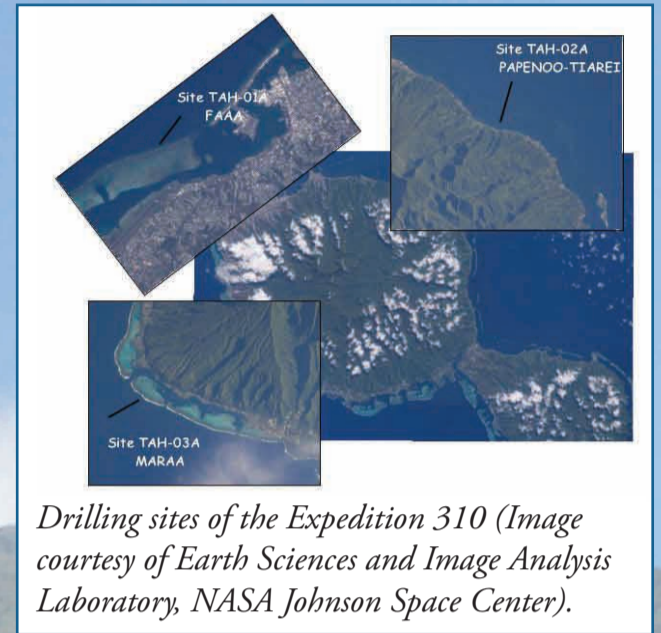 Site TAH-01A
FAAA
Site TAH-02A
PAPENOO-TIAREI
Site TAH-03A
MARAA
Drilling sites of the Expedition 310 (Image
courtesy of Earth Sciences and Image Analysis
Laboratory, NASA Johnson Space Center).